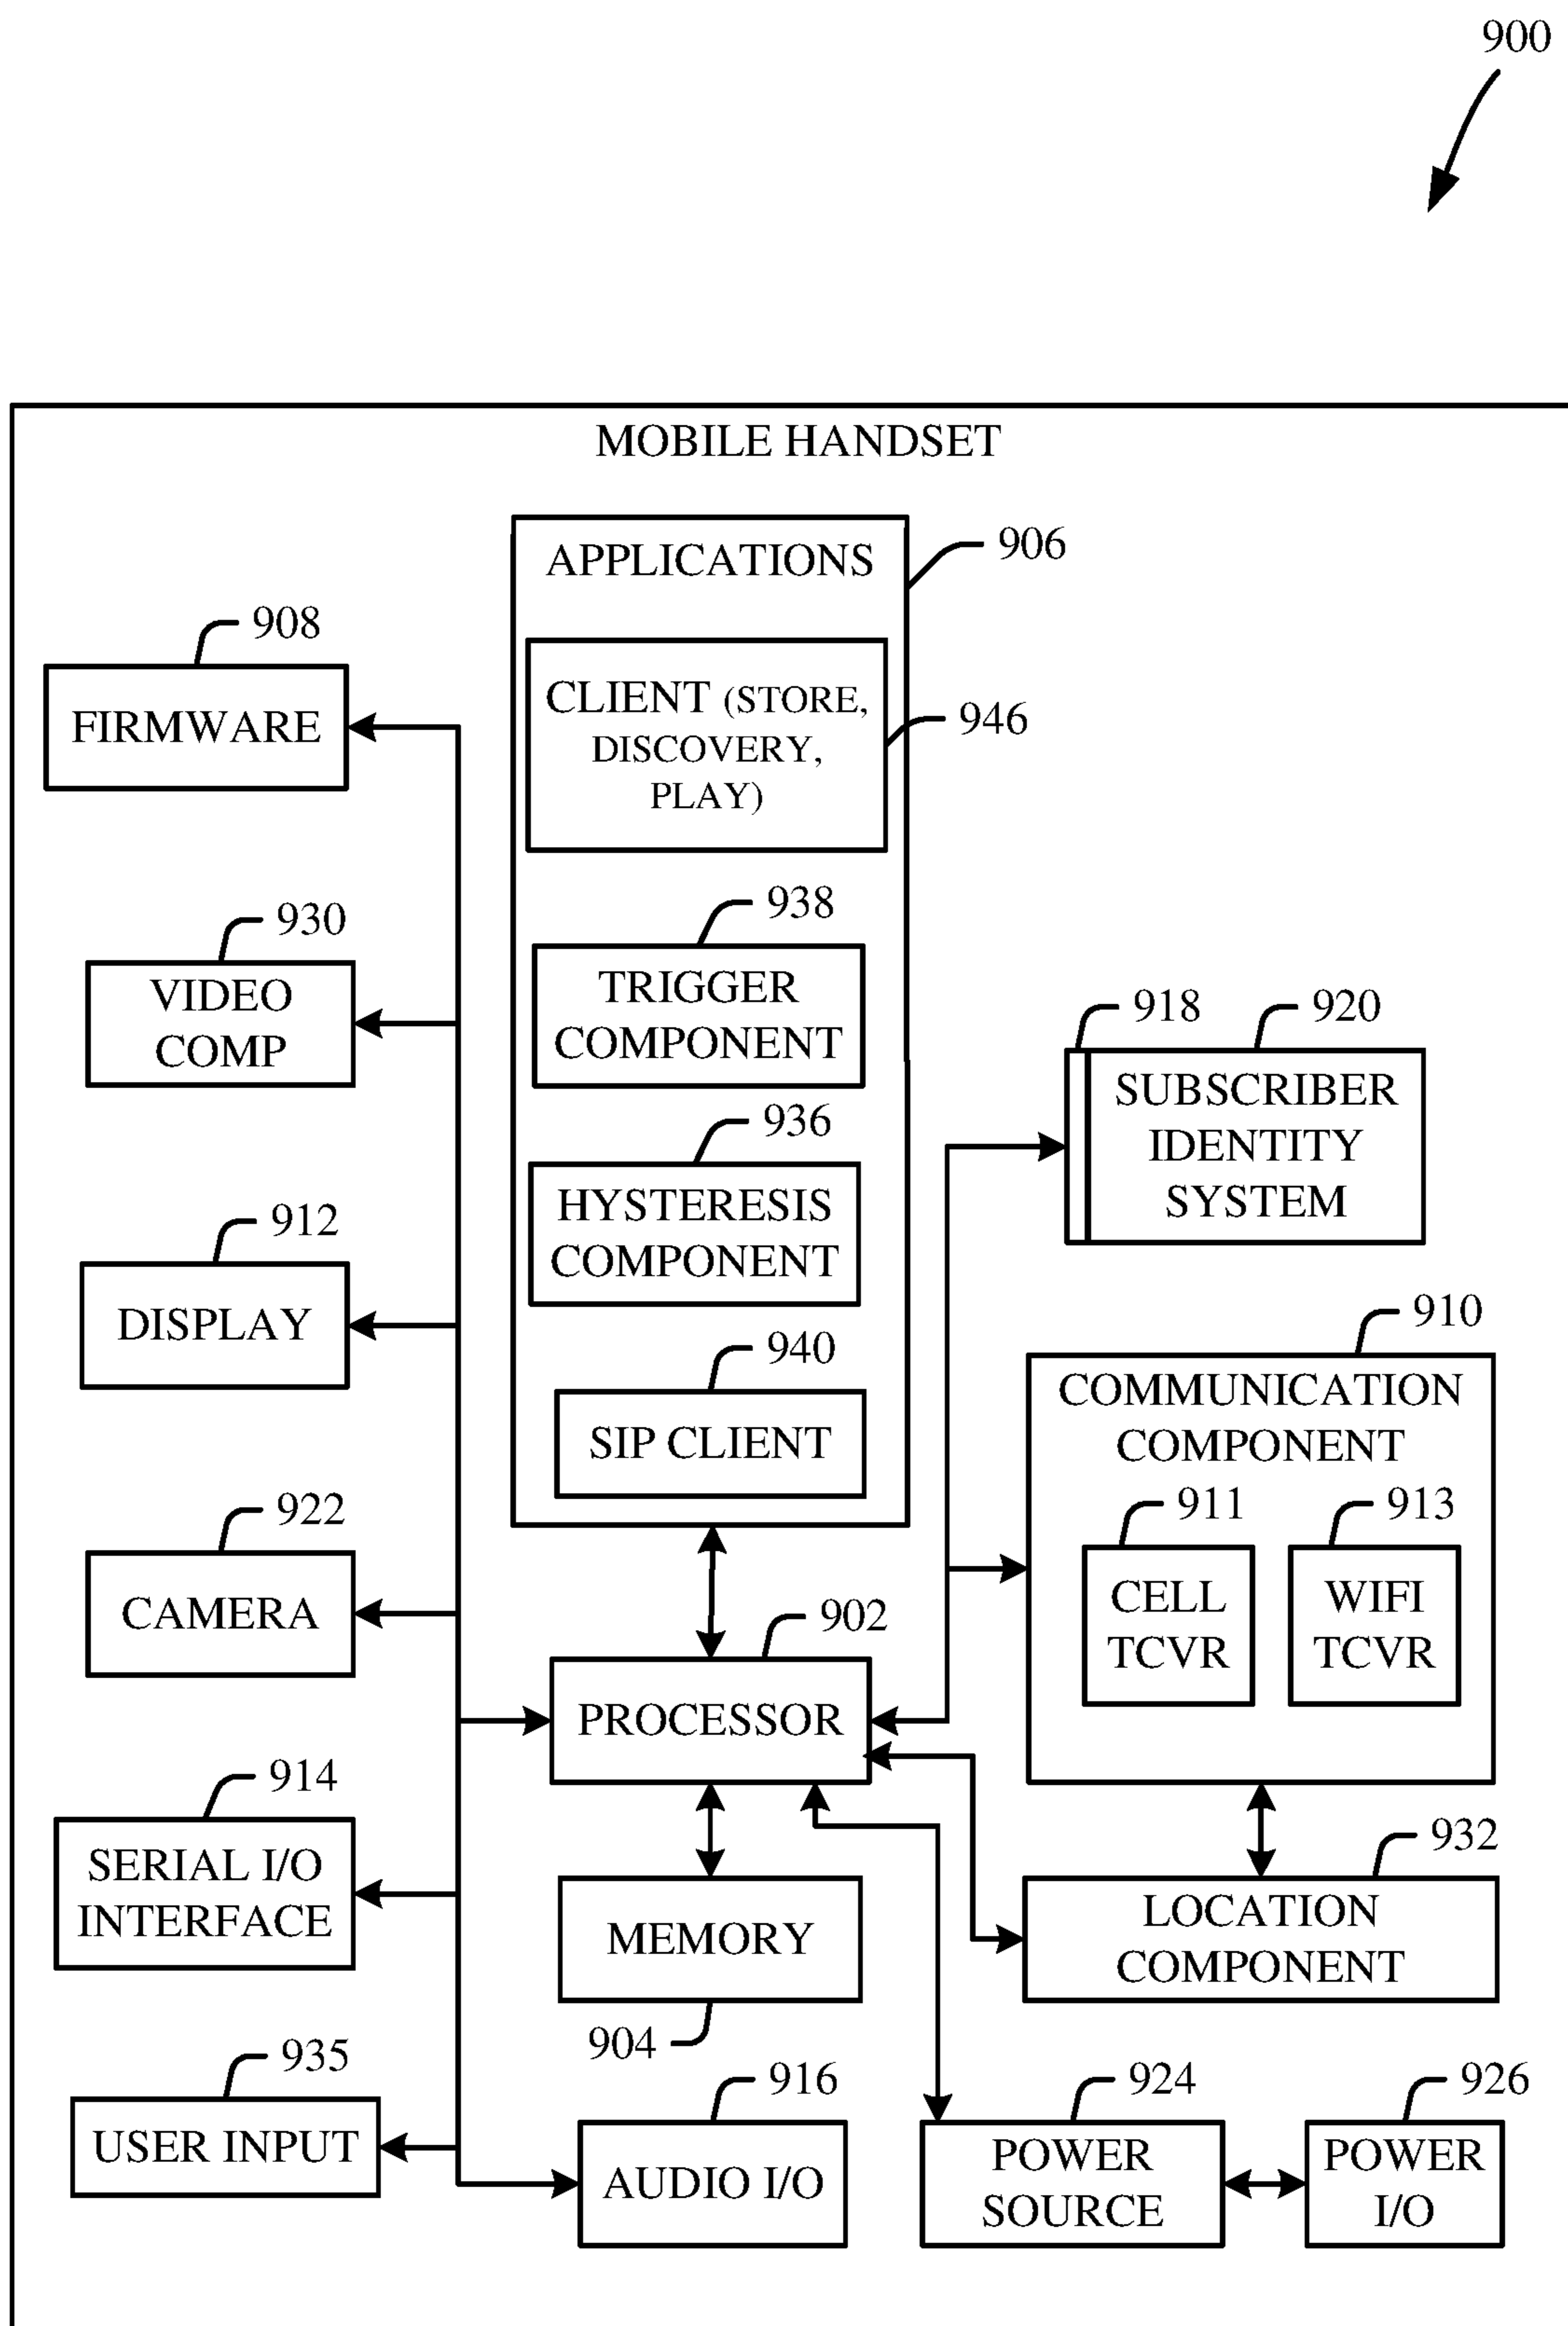 900
MOBILE HANDSET
APPLICATIONS
906
CLIENT (STORE,
DISCOVERY,
PLAY)
946
938
TRIGGER
COMPONENT
936
HYSTERESIS
COMPONENT
940
SIP CLIENT
908
FIRMWARE
930
VIDEO
COMP
912
DISPLAY
922
CAMERA
914
SERIAL I/O
INTERFACE
935
USER INPUT
902
PROCESSOR
MEMORY
904
916
AUDIO I/O
918
920
SUBSCRIBER
IDENTITY
SYSTEM
910
COMMUNICATION
COMPONENT
911
CELL
TCVR
913
WIFI
TCVR
932
LOCATION
COMPONENT
924
POWER
SOURCE
926
POWER
I/O